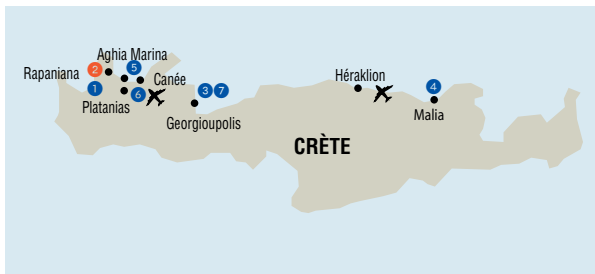 Aghia Marina
Rapaniana 2 5 Canée
1 Platanias 6
3 7
Georgioupolis
Héraklion
4
Malia
CRÈTE